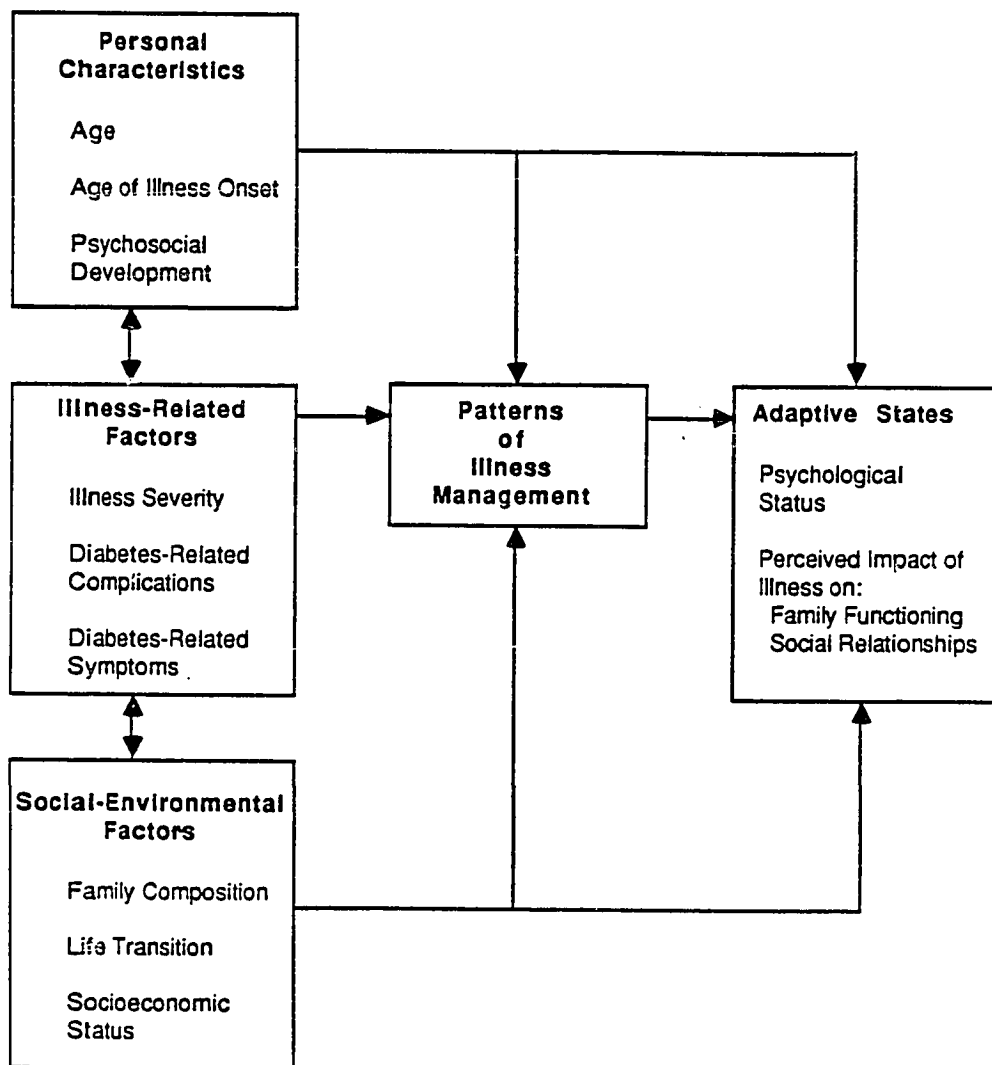 Personal
Characteristics
Age
Age of Illness Onset
Psychosocial
Development
Illness-Related
Factors
Illness Severity
Diabetes-Related
Complications
Diabetes-Related
Symptoms
Social-Environmental
Factors
Family Composition
Life Transition
Socioeconomic
Status
Patterns
of
Illness
Management
Adaptive States
Psychological
Status
Perceived Impact of
Illness on:
Family Functioning
Social Relationships